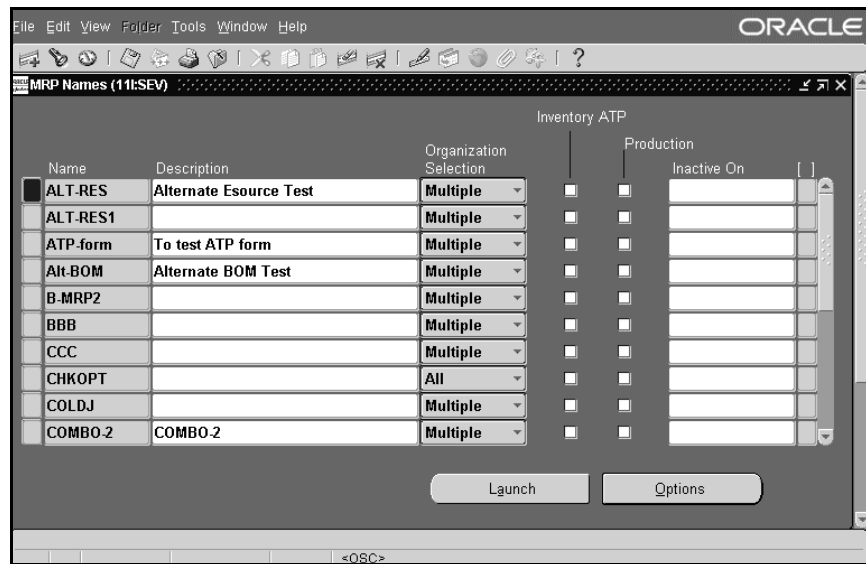 File Edit View Folder Tools Window Help ORACLE
MRP Names (11I:SEV)
Inventory ATP
Production
Organization
Name Description Selection Inactive On [ ]
ALT-RES Alternate Esource Test Multiple
ALT-RES1 Multiple
ATP-form To test ATP form Multiple
Alt-BOM Alternate BOM Test Multiple
B-MRP2 Multiple
BBB Multiple
CCC Multiple
CHKOPT All
COLDJ Multiple
COMBO-2 COMBO-2 Multiple
Launch Options
<OSC>